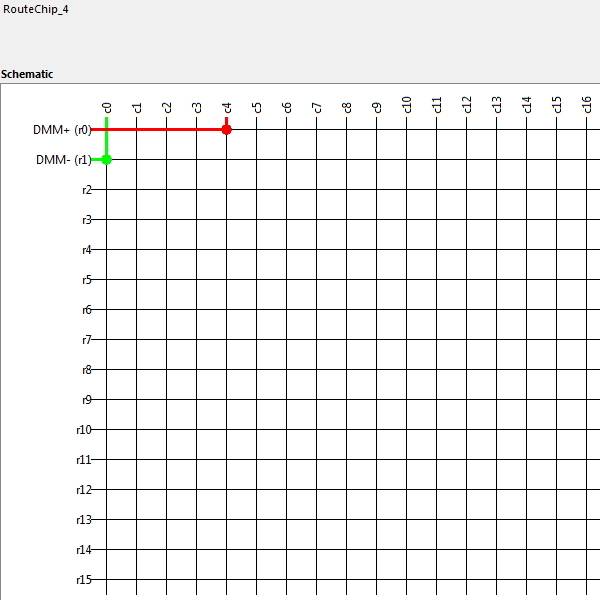 RouteChip_4
Schematic
c0 c1 c2 c3 c4 c5 c6 c7 c8 c9 c10 c11 c12 c13 c14 c15 c16
DMM+ (r0)
DMM- (r1)
r2
r3
r4
r5
r6
r7
r8
r9
r10
r11
r12
r13
r14
r15